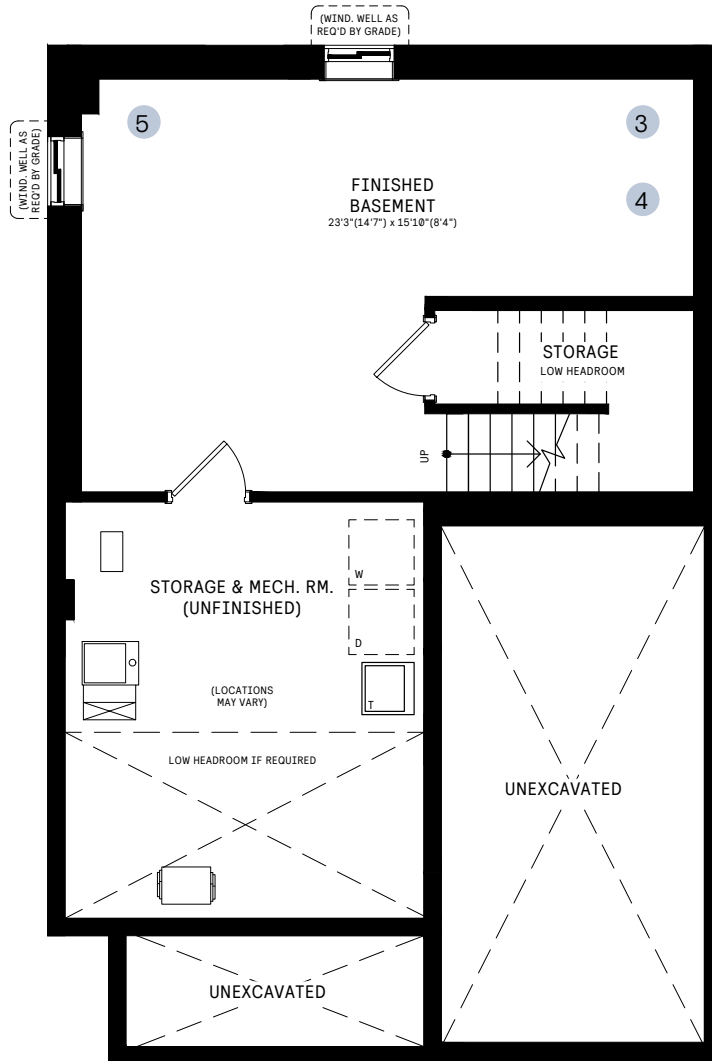 (WIND. WELL AS
REQ'D BY GRADE)
(WIND. WELL AS
REQ'D BY GRADE)
5
3
4
FINISHED
BASEMENT
23'3"(14'7") x 15'10"(8'4")
STORAGE
LOW HEADROOM
UP
W
STORAGE & MECH. RM.
(UNFINISHED)
D
(LOCATIONS
MAY VARY)
T
LOW HEADROOM IF REQUIRED
UNEXCAVATED
UNEXCAVATED